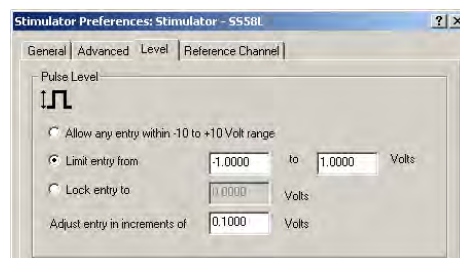 Stimulator Preferences: Stimulator - SS58L
General Advanced Level Reference Channel
Pulse Level
Allow any entry within -10 to +10 Volt range
Limit entry from -1.0000 to 1.0000 Volts
Lock entry to 0.0000 Volts
Adjust entry in increments of 0.1000 Volts